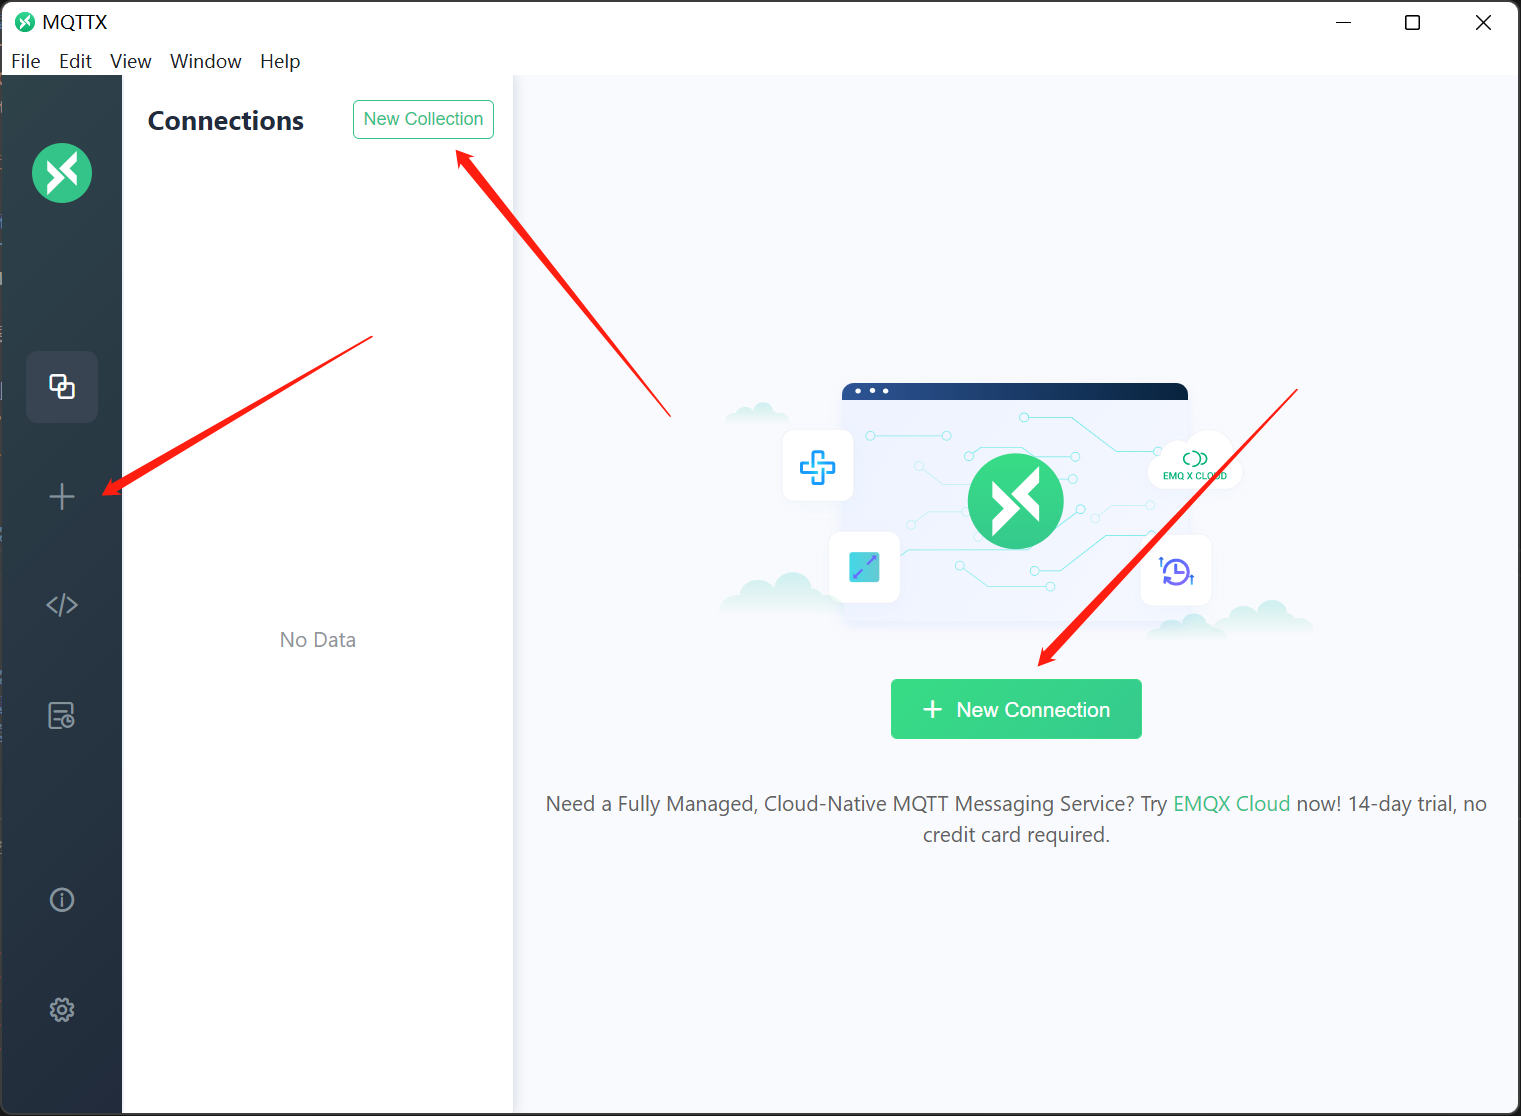 MQTTX
File Edit View Window Help
Connections
New Collection
No Data
EMQ X CLOUD
New Connection
Need a Fully Managed, Cloud-Native MQTT Messaging Service? Try EMQX Cloud now! 14-day trial, no
credit card required.